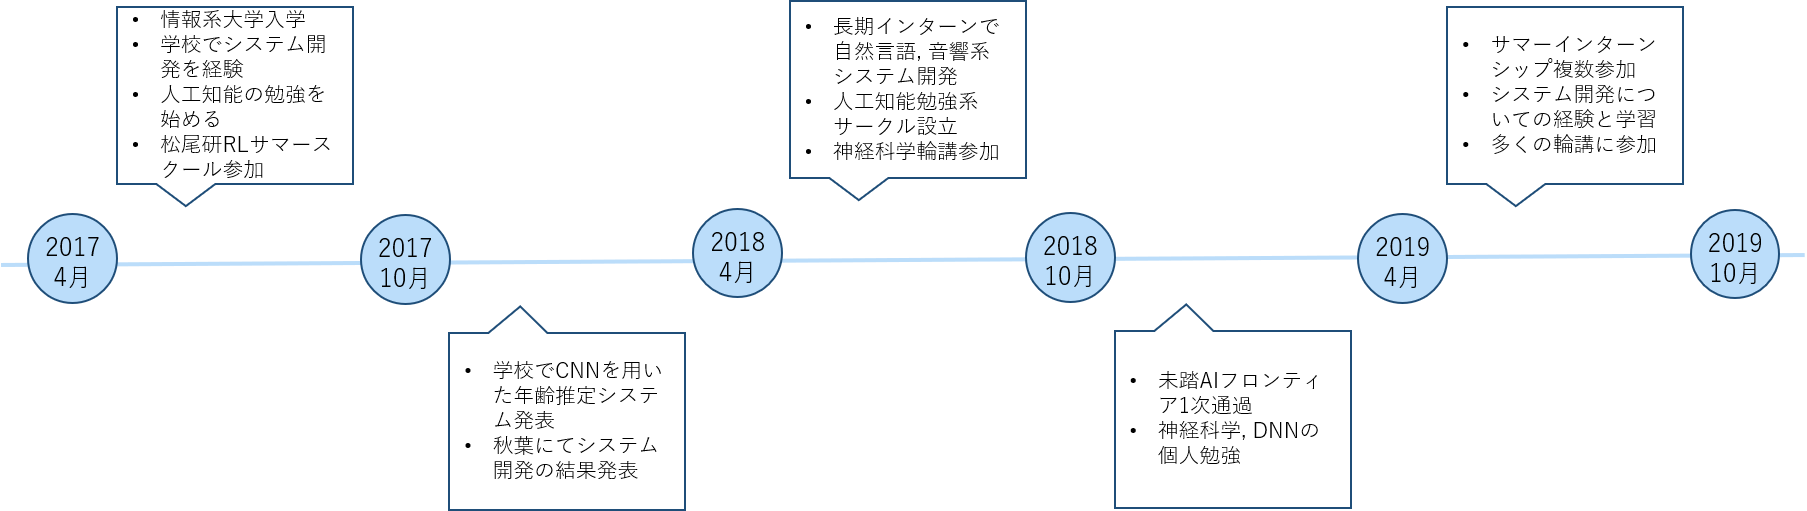 • 情報系大学入学
• 学校でシステム開
発を経験
• 人工知能の勉強を
始める
• 松尾研RLサマース
クール参加
• 長期インターンで
自然言語, 音響系
システム開発
• 人工知能勉強系
サークル設立
• 神経科学輪講参加
• サマーインターン
シップ複数参加
• システム開発につ
いての経験と学習
• 多くの輪講に参加
2017
4月
2017
10月
2018
4月
2018
10月
2019
4月
2019
10月
• 学校でCNNを用い
た年齢推定システ
ム発表
• 秋葉にてシステム
開発の結果発表
• 未踏AIフロンティ
ア1次通過
• 神経科学, DNNの
個人勉強